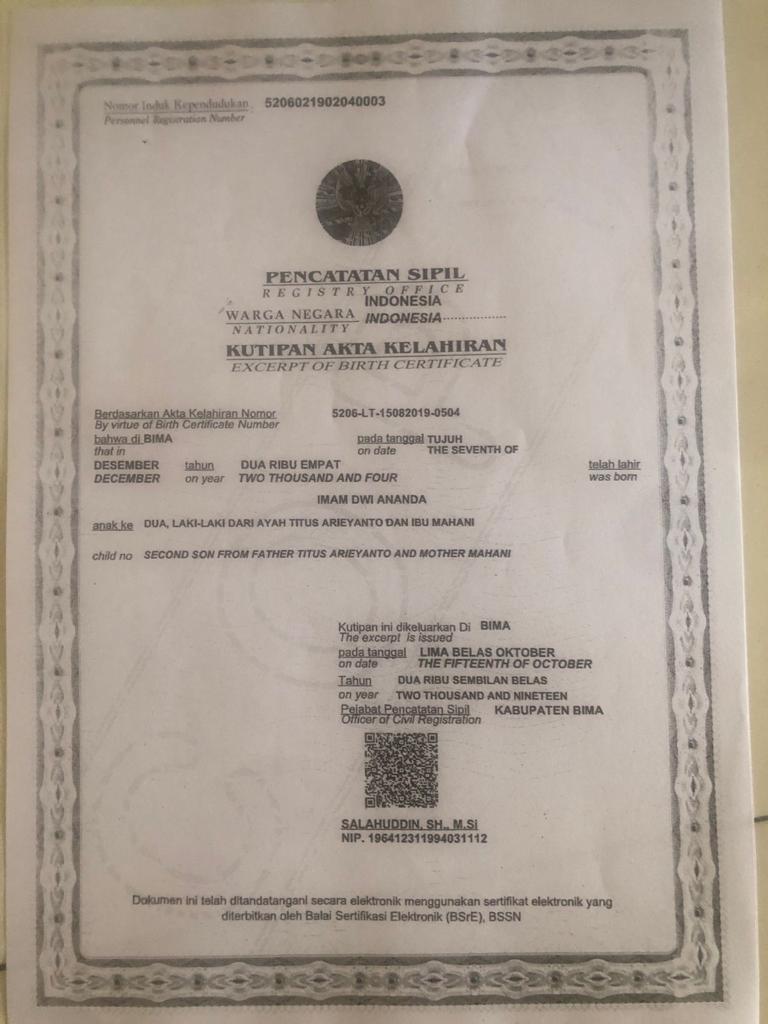 Nomor Induk Kependudukan 5206021902040003
Personnel Registration Number
PENCATATAN SIPIL
REGISTRY OFFICE
INDONESIA
WARGA NEGARA INDONESIA
NATIONALITY
KUTIPAN AKTA KELAHIRAN
EXCERPT OF BIRTH CERTIFICATE
Berdasarkan Akta Kelahiran Nomor 5206-LT-15082019-0504
By virtue of Birth Certificate Number
bahwa di BIMA pada tanggal TUJUH
that in on date THE SEVENTH OF
DESEMBER tahun DUA RIBU EMPAT telah lahir
DECEMBER on year TWO THOUSAND AND FOUR was born
IMAM DWI ANANDA
anak ke DUA, LAKI-LAKI DARI AYAH TITUS ARIEYANTO DAN IBU MAHANI
child no SECOND SON FROM FATHER TITUS ARIEYANTO AND MOTHER MAHANI
Kutipan ini dikeluarkan Di BIMA
The excerpt is issued
pada tanggal LIMA BELAS OKTOBER
on date THE FIFTEENTH OF OCTOBER
Tahun DUA RIBU SEMBILAN BELAS
on year TWO THOUSAND AND NINETEEN
Pejabat Pencatatan Sipil KABUPATEN BIMA
Officer of Civil Registration
SALAHUDDIN, SH., M.Si
NIP. 196412311994031112
Dokumen ini telah ditandatangani secara elektronik menggunakan sertifikat elektronik yang
diterbitkan oleh Balai Sertifikasi Elektronik (BSrE), BSSN